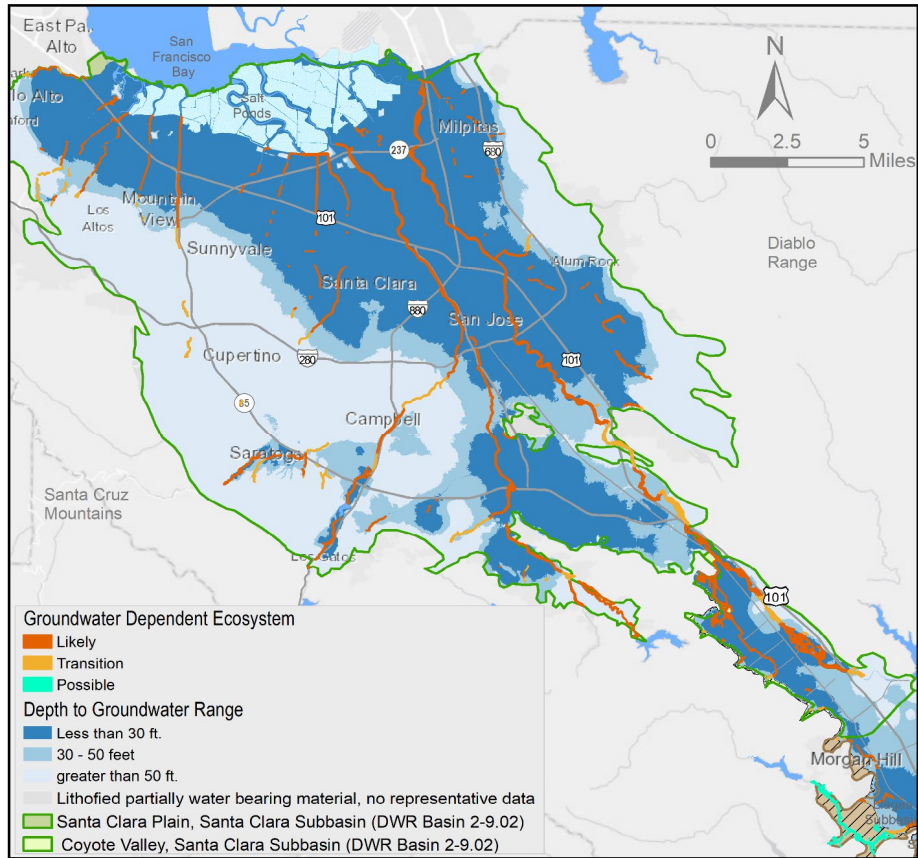 East Pa
Alto
San
Francisco
Bay
lo Alto
Salt
Ponds
Milpitas
N
0 2.5 5
Miles
237
680
Los
Altos
Mountain
View
101
Sunnyvale
Diablo
Range
Alum Rock
Santa Clara
880
San Jose
Cupertino
280
101
85
Campbell
Saratoga
Santa Cruz
Mountains
Los Gatos
101
Morgan Hill
Subbas
Groundwater Dependent Ecosystem
Likely
Transition
Possible
Depth to Groundwater Range
Less than 30 ft.
30 - 50 feet
greater than 50 ft.
Lithofied partially water bearing material, no representative data
Santa Clara Plain, Santa Clara Subbasin (DWR Basin 2-9.02)
Coyote Valley, Santa Clara Subbasin (DWR Basin 2-9.02)